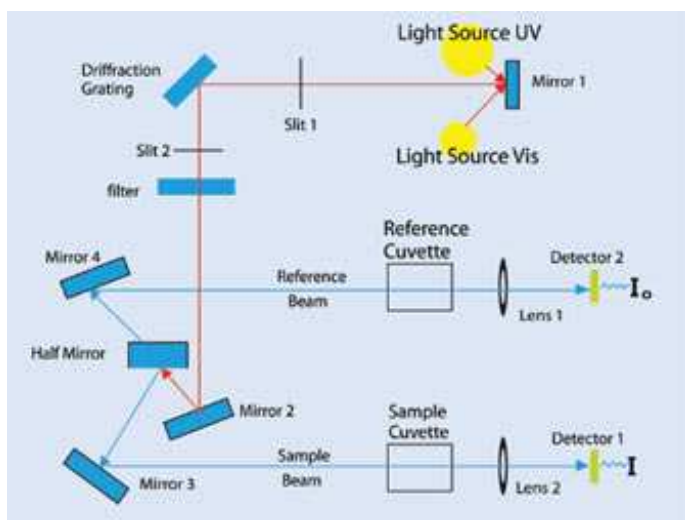 Light Source UV
Driffraction
Grating
Mirror 1
Slit 1
Slit 2
Light Source Vis
filter
Reference
Cuvette
Mirror 4
Detector 2
Reference
Beam
I o
Lens 1
Half Mirror
Mirror 2
Sample
Cuvette
Detector 1
Sample
Beam
I
Mirror 3
Lens 2